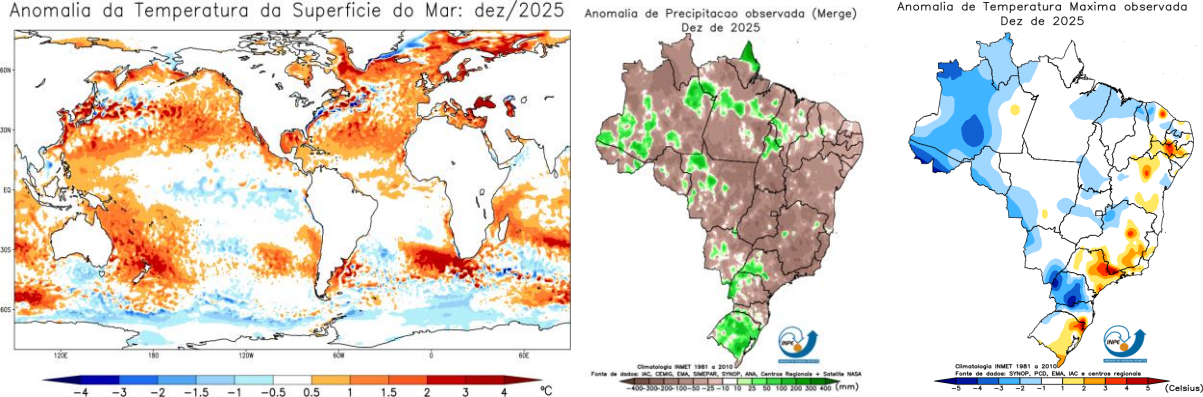 Anomalia da Temperatura da Superficie do Mar: dez/2025
60N
30N
EQ
30S
60S
120E 180 120W 60W 0 60E
-4 -3 -2 -1.5 -1 -0.5 0.5 1 1.5 2 3 4 ºC
Anomalia de Precipitacao observada (Merge)
Dez de 2025
INPE
Climatologia INMET 1981 a 2010
Fonte de dados: IAC, CEMIG, EMA, SIMEPAR, SYNOP, ANA, Centros Regionais + Satelite NASA
-400-300-200-100-50 -25 -10 10 25 50 100 200 300 400 (mm)
Anomalia de Temperatura Maxima observada
Dez de 2025
INPE
Climatologia INMET 1981 a 2010
Fonte de dados: SYNOP, PCD, EMA, IAC e centros regionais
-5 -4 -3 -2 -1 1 2 3 4 5 (Celsius)